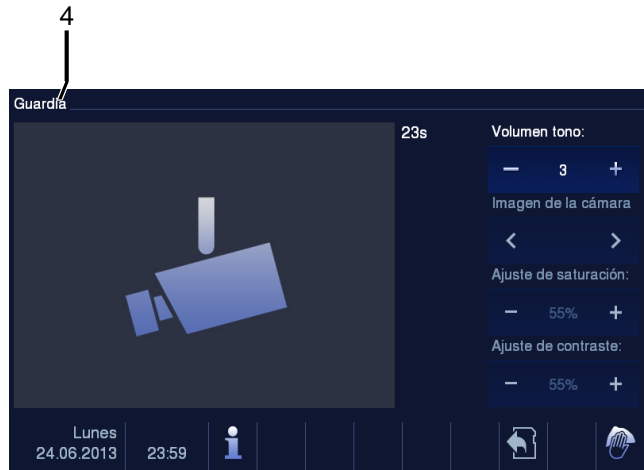 4
Guardia
23s
Volumen tono:
− 3 +
Imagen de la cámara
< >
Ajuste de saturación:
− 55% +
Ajuste de contraste:
− 55% +
Lunes
24.06.2013 23:59